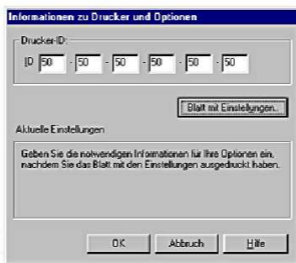 Informationen zu Drucker und Optionen
Drucker-ID:
ID 50 - 50 - 50 - 50 - 50 - 50
Blatt mit Einstellungen..
Aktuelle Einstellungen
Geben Sie die notwendigen Informationen für Ihre Optionen ein,
nachdem Sie das Blatt mit den Einstellungen ausgedruckt haben.
OK Abbruch Hilfe